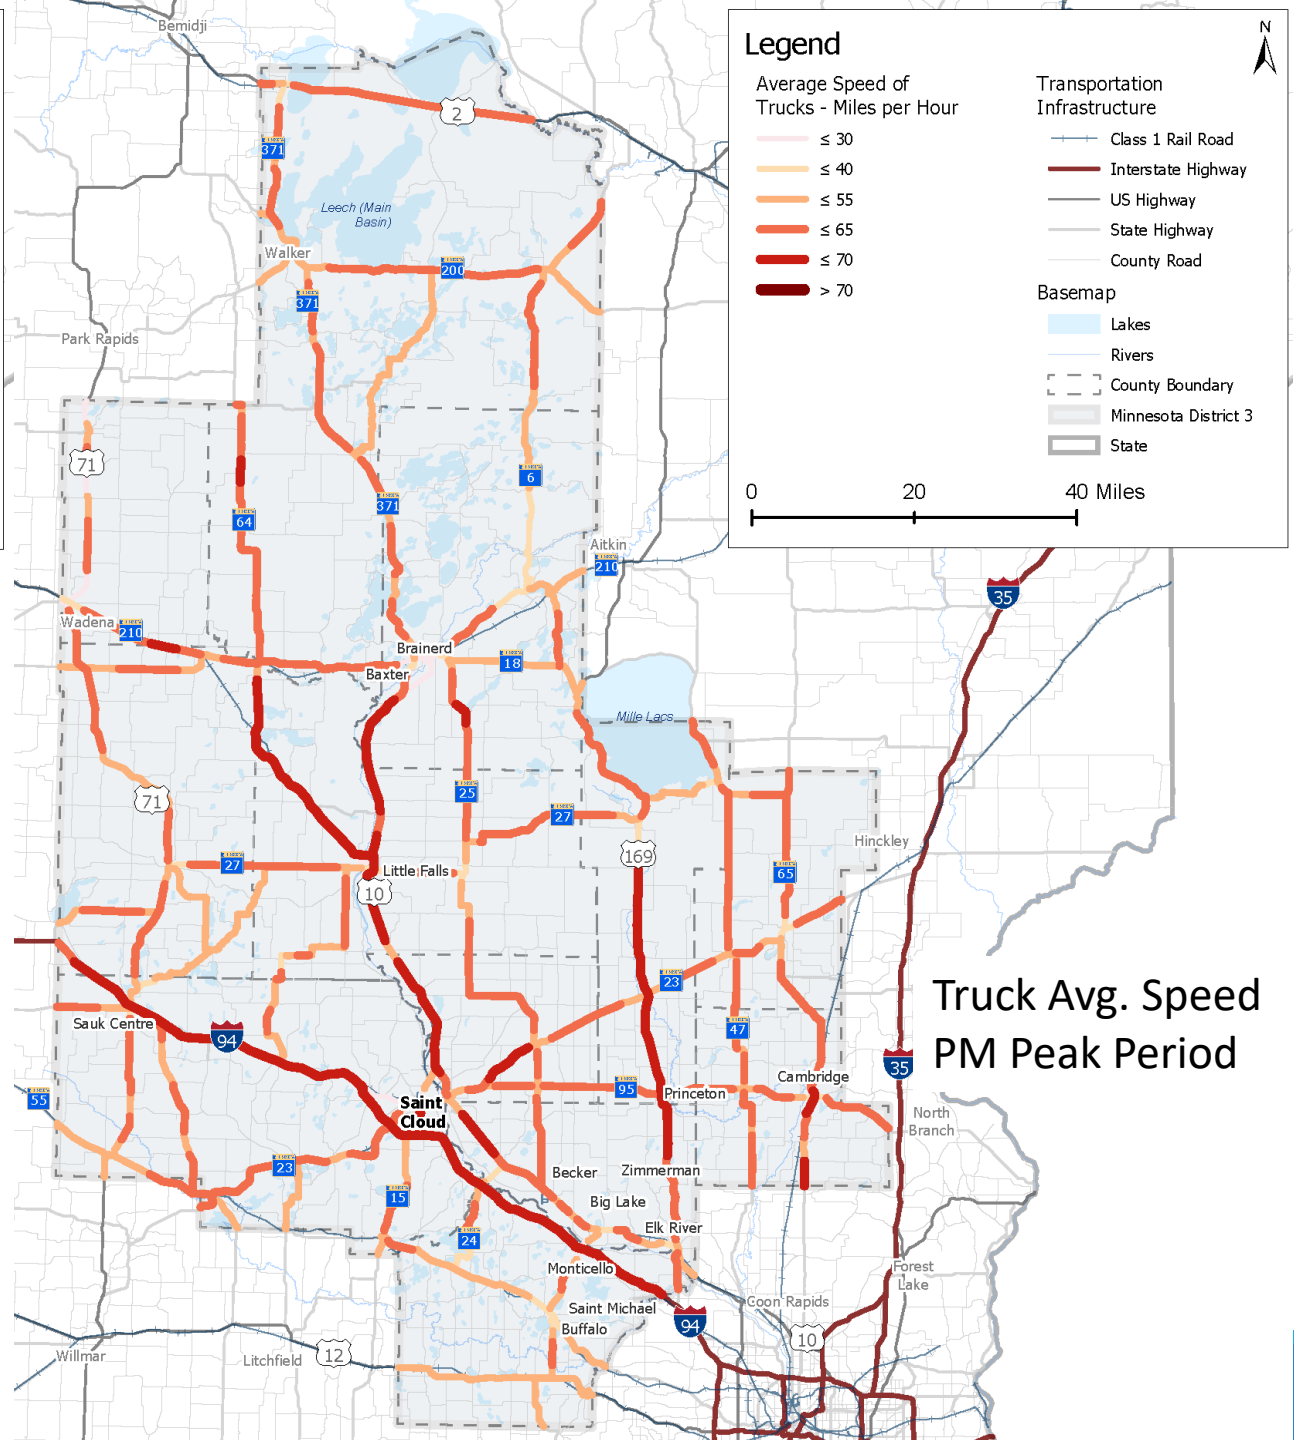 Legend
N
Average Speed of
Trucks - Miles per Hour
≤ 30
≤ 40
≤ 55
≤ 65
≤ 70
> 70
Transportation
Infrastructure
Class 1 Rail Road
Interstate Highway
US Highway
State Highway
County Road
Basemap
Lakes
Rivers
County Boundary
Minnesota District 3
State
0 20 40 Miles
Bemidji
2
371
Leech (Main
Basin)
Walker
200
371
Park Rapids
71
6
371
64
Aitkin
210
35
Wadena
210
Brainerd
18
Baxter
Mille Lacs
71
25
27
Hinckley
169
27
Little Falls
65
10
23
Truck Avg. Speed
PM Peak Period
Sauk Centre
47
94
35
Cambridge
55
95
Princeton
Saint
Cloud
North
Branch
23
Becker
Zimmerman
15
Big Lake
Elk River
24
Monticello
Forest
Lake
Saint Michael
Coon Rapids
94
Buffalo
10
Willmar
Litchfield
12